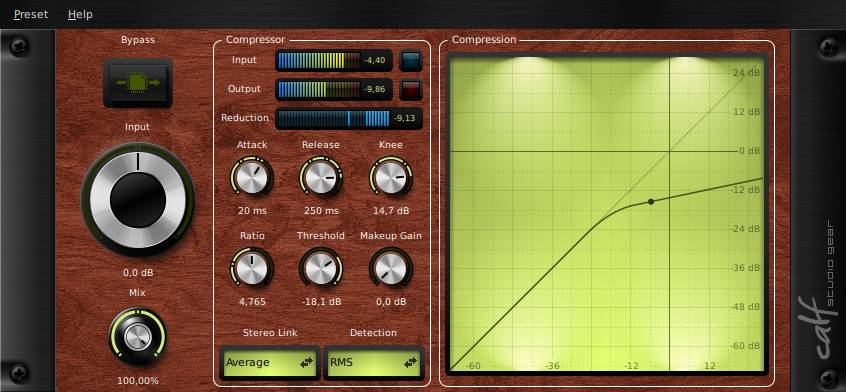 Preset Help
Bypass
Input
0,0 dB
Mix
100,00%
Compressor
Input -4,40
Output -9,86
Reduction -9,13
Attack Release Knee
20 ms 250 ms 14,7 dB
Ratio Threshold Makeup Gain
4,765 -18,1 dB 0,0 dB
Stereo Link Detection
Average RMS
Compression
24 dB
12 dB
0 dB
-12 dB
-24 dB
-36 dB
-48 dB
-60 dB
-60 -36 -12 12
calf studio gear